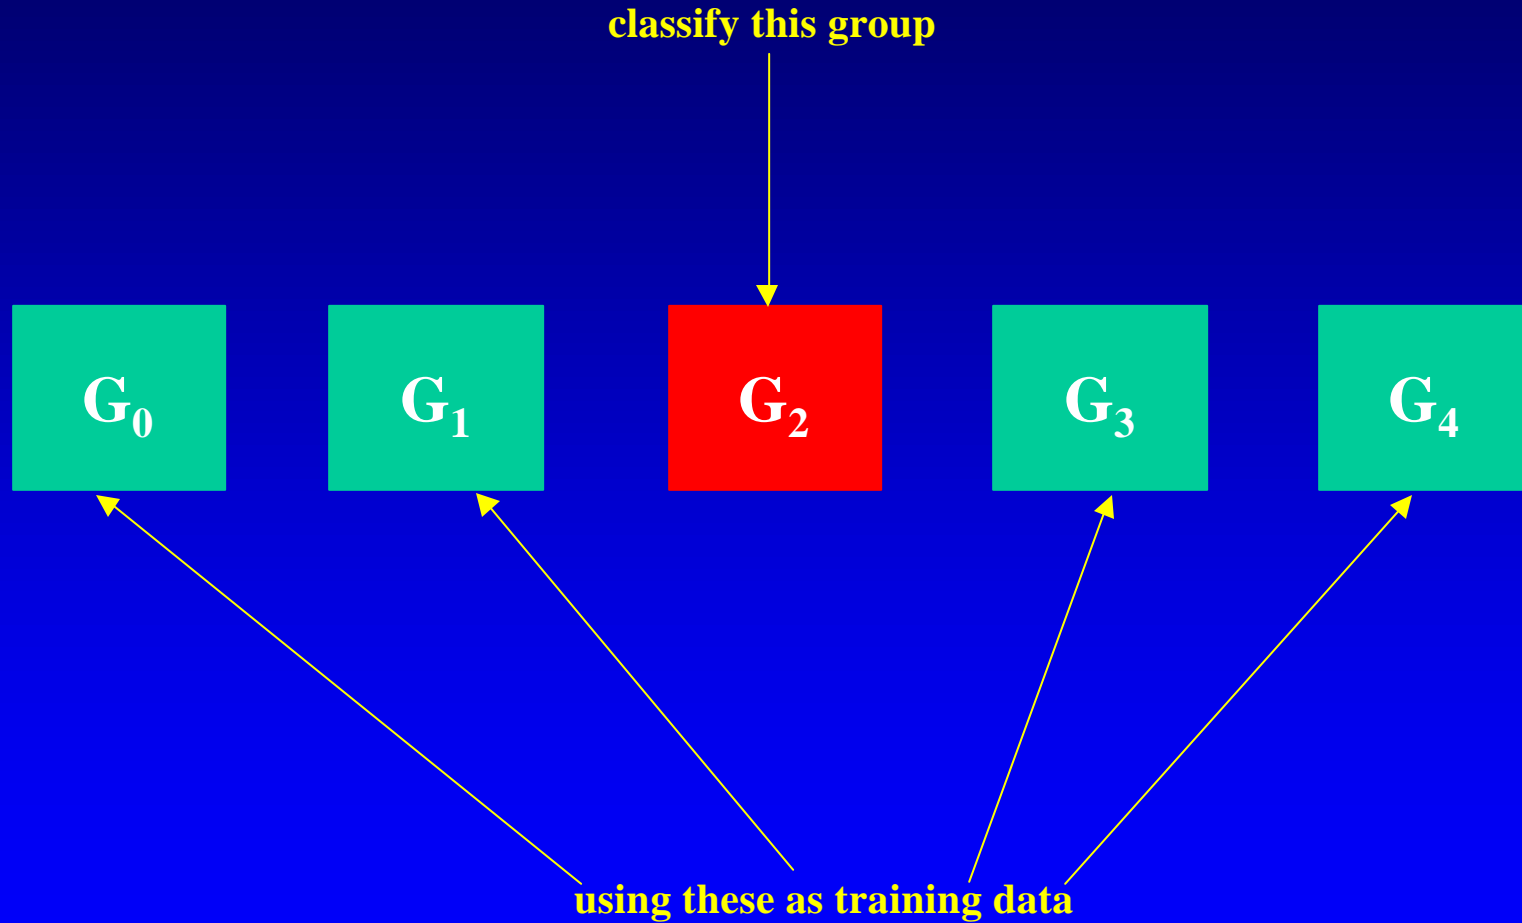 classify this group
G₀ G₁ G₂ G₃ G₄
using these as training data